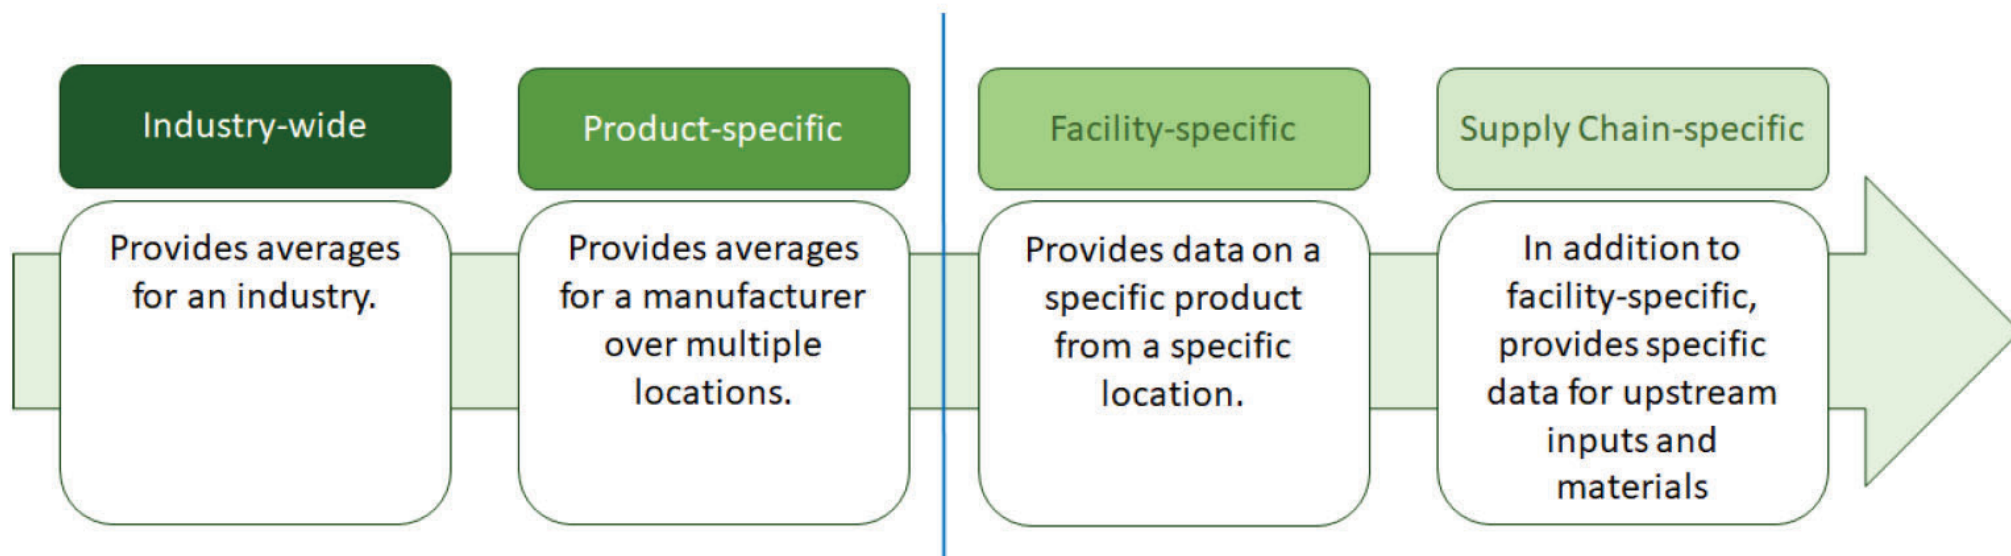 Industry-wide
Product-specific
Facility-specific
Supply Chain-specific
Provides averages
for an industry.
Provides averages
for a manufacturer
over multiple
locations.
Provides data on a
specific product
from a specific
location.
In addition to
facility-specific,
provides specific
data for upstream
inputs and
materials